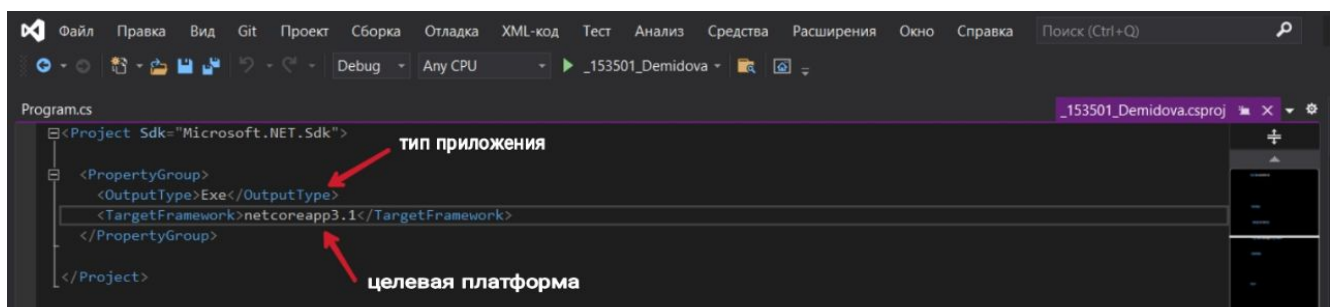 Файл Правка Вид Git Проект Сборка Отладка XML-код Тест Анализ Средства Расширения Окно Справка Поиск (Ctrl+Q)
Debug Any CPU _153501_Demidova
Program.cs _153501_Demidova.csproj
<Project Sdk="Microsoft.NET.Sdk">
тип приложения
<PropertyGroup>
<OutputType>Exe</OutputType>
<TargetFramework>netcoreapp3.1</TargetFramework>
</PropertyGroup>
</Project>
целевая платформа